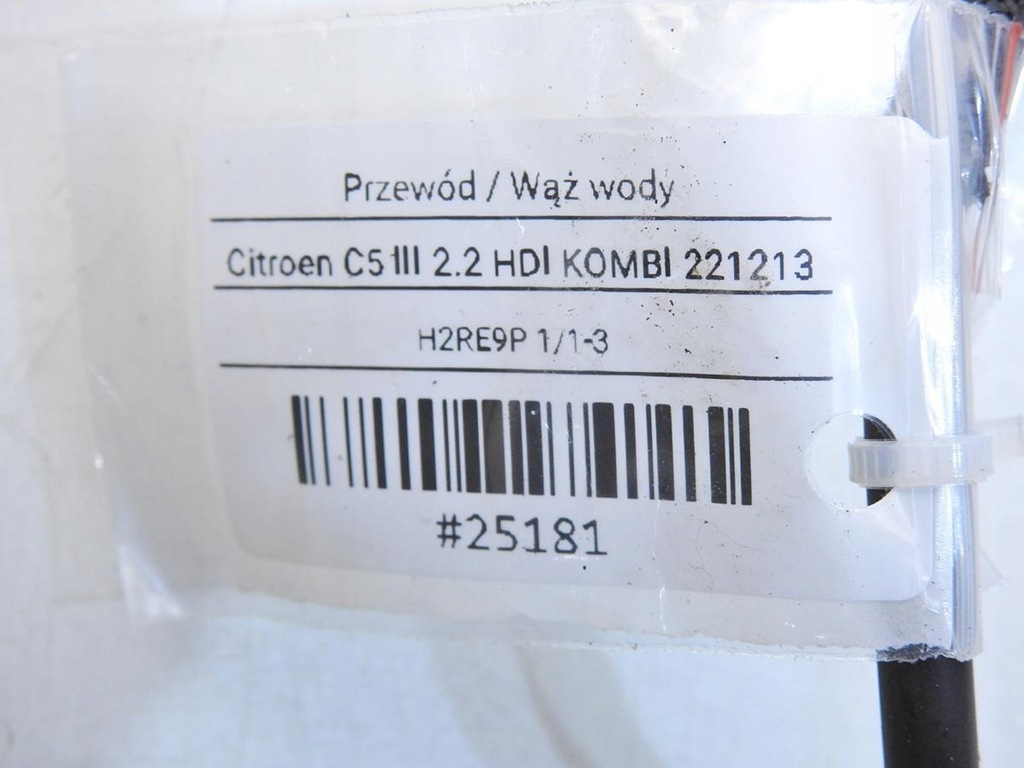 Przewód / Wąż wody
Citroen C5 III 2.2 HDI KOMBI 221213
H2RE9P 1/1-3
#25181